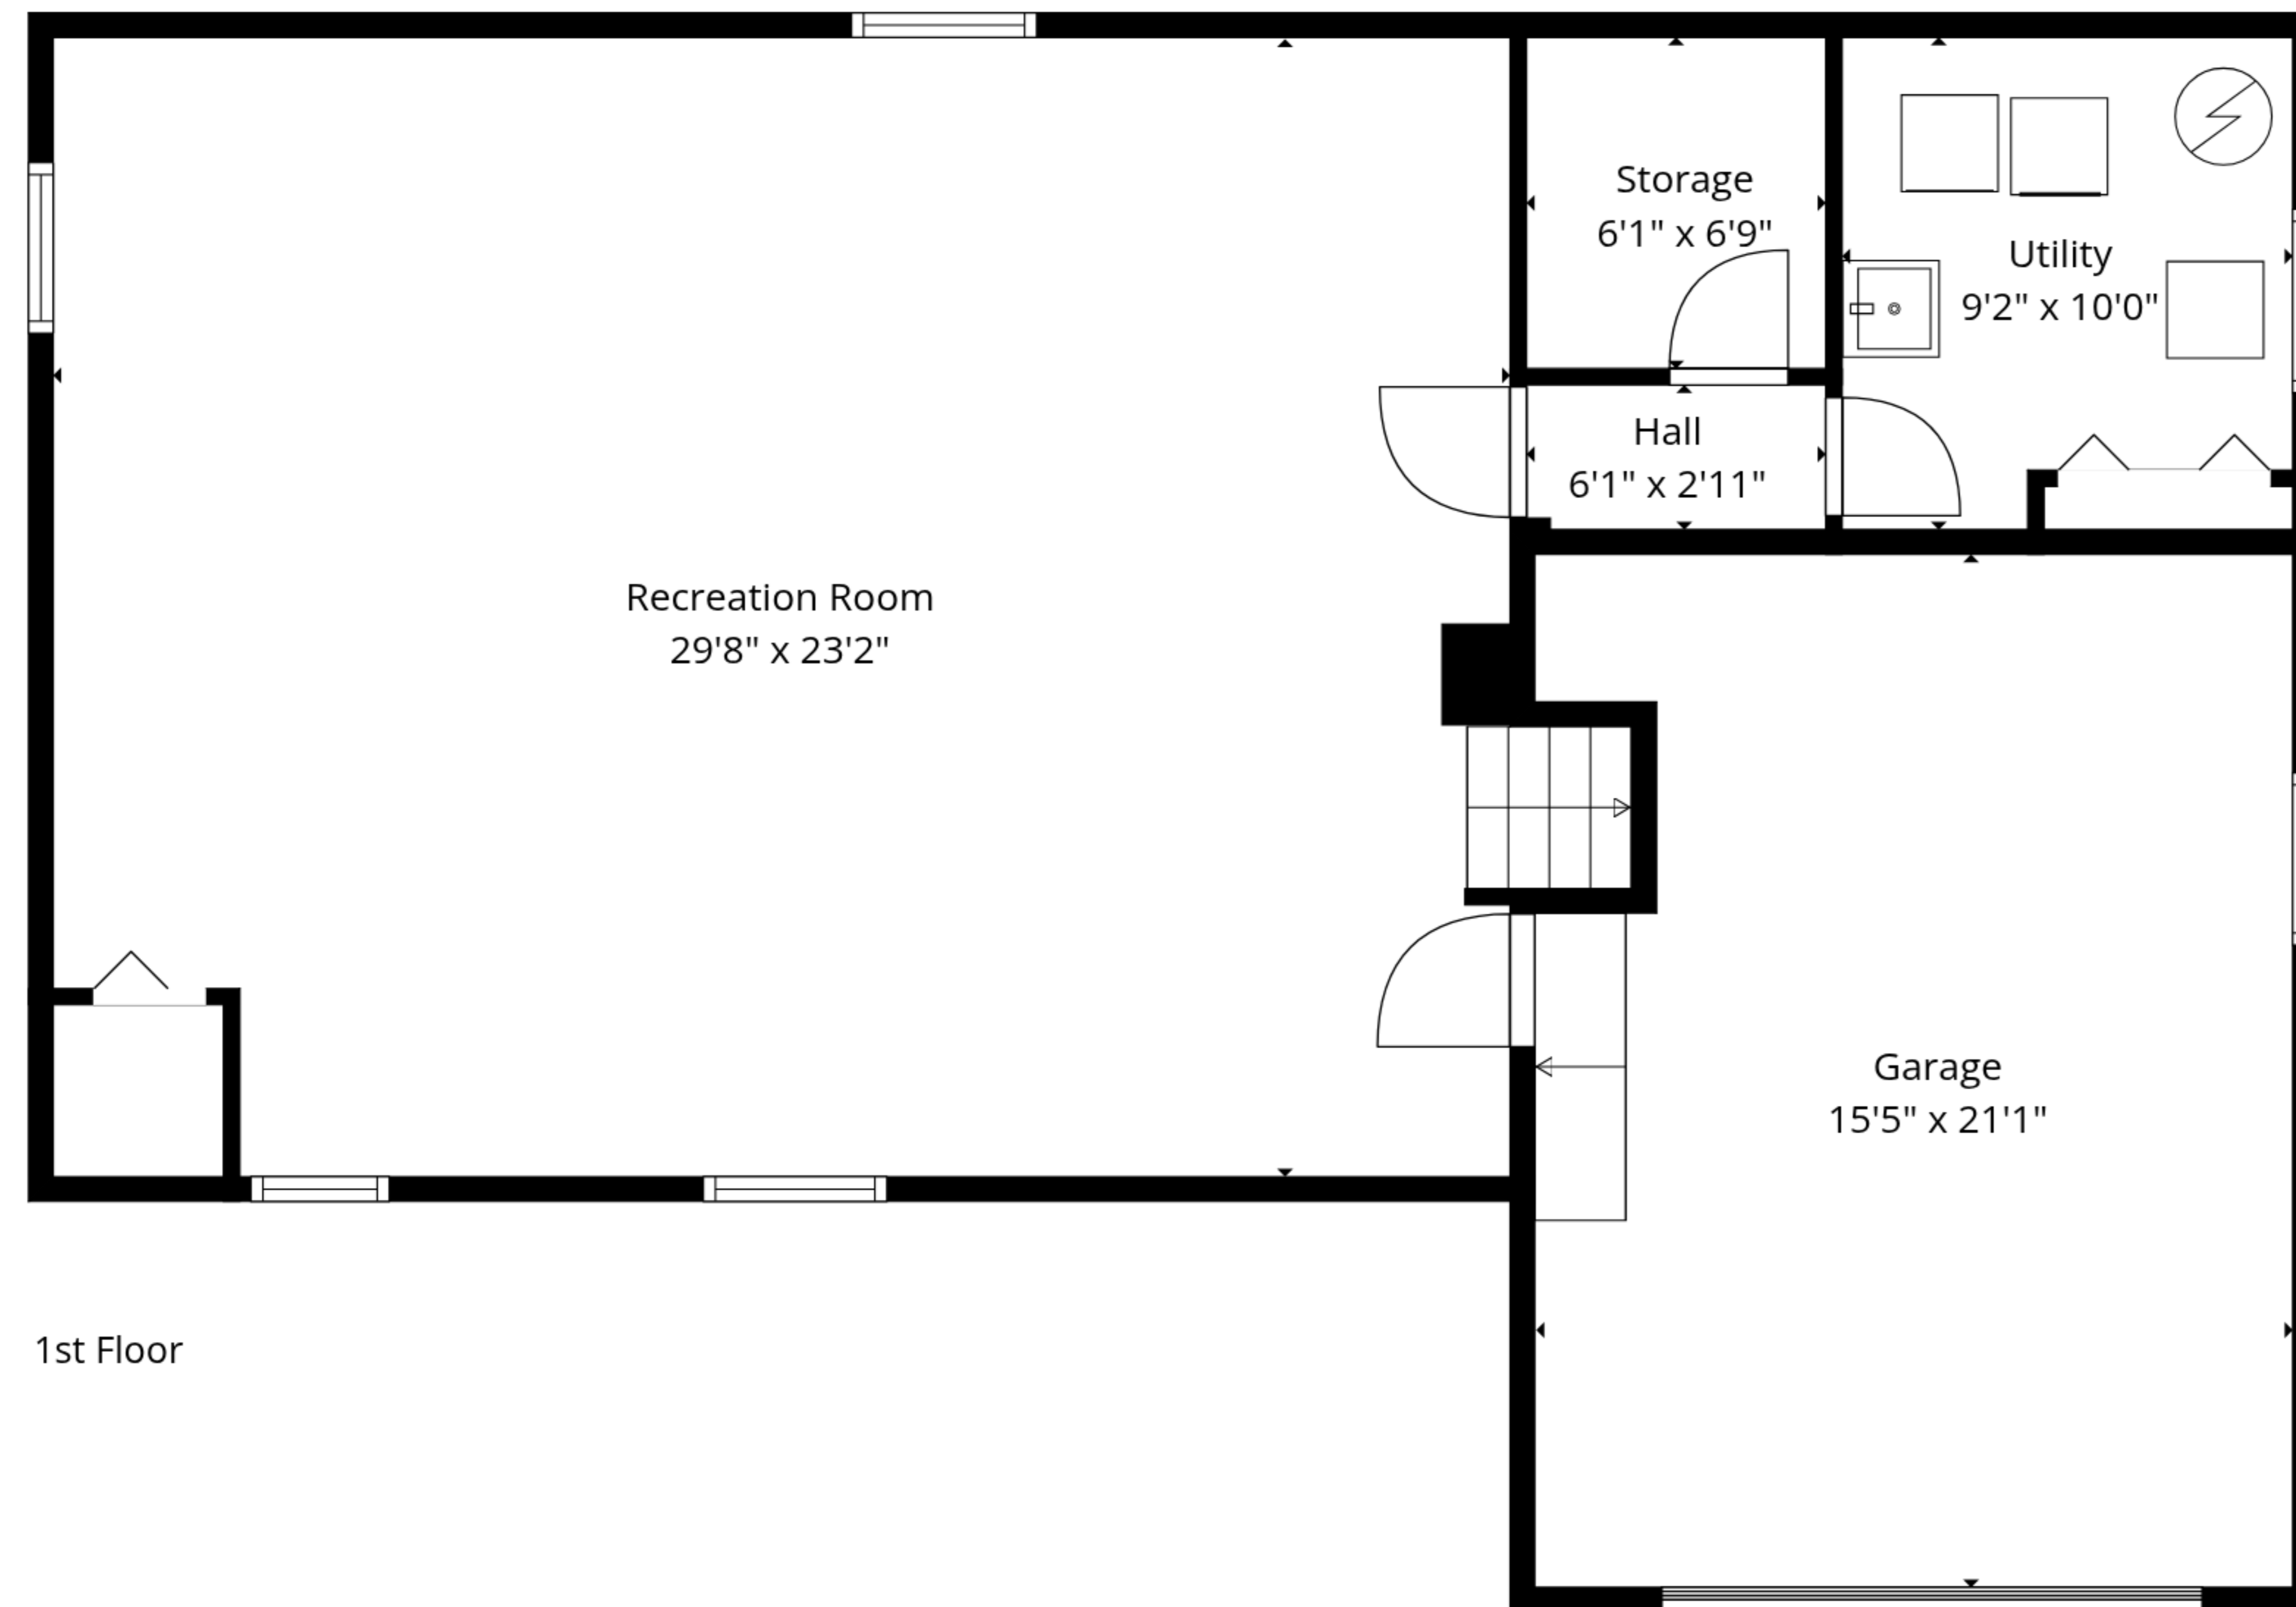 Storage
6'1" x 6'9"
Utility
9'2" x 10'0"
Hall
6'1" x 2'11"
Recreation Room
29'8" x 23'2"
Garage
15'5" x 21'1"
1st Floor